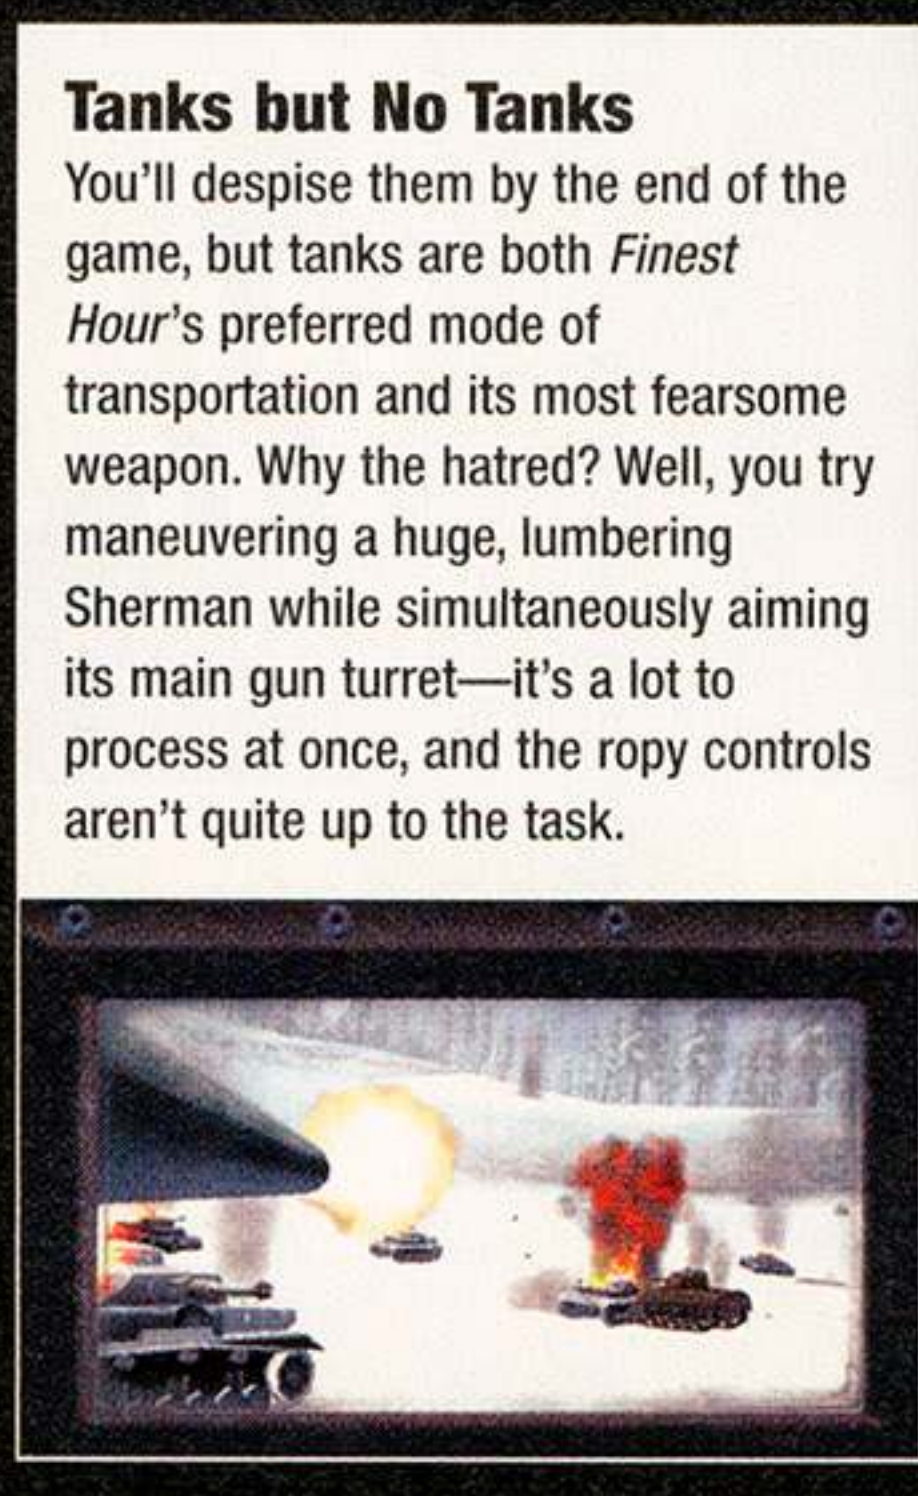 Tanks but No Tanks
You'll despise them by the end of the
game, but tanks are both Finest
Hour's preferred mode of
transportation and its most fearsome
weapon. Why the hatred? Well, you try
maneuvering a huge, lumbering
Sherman while simultaneously aiming
its main gun turret—it's a lot to
process at once, and the ropy controls
aren't quite up to the task.